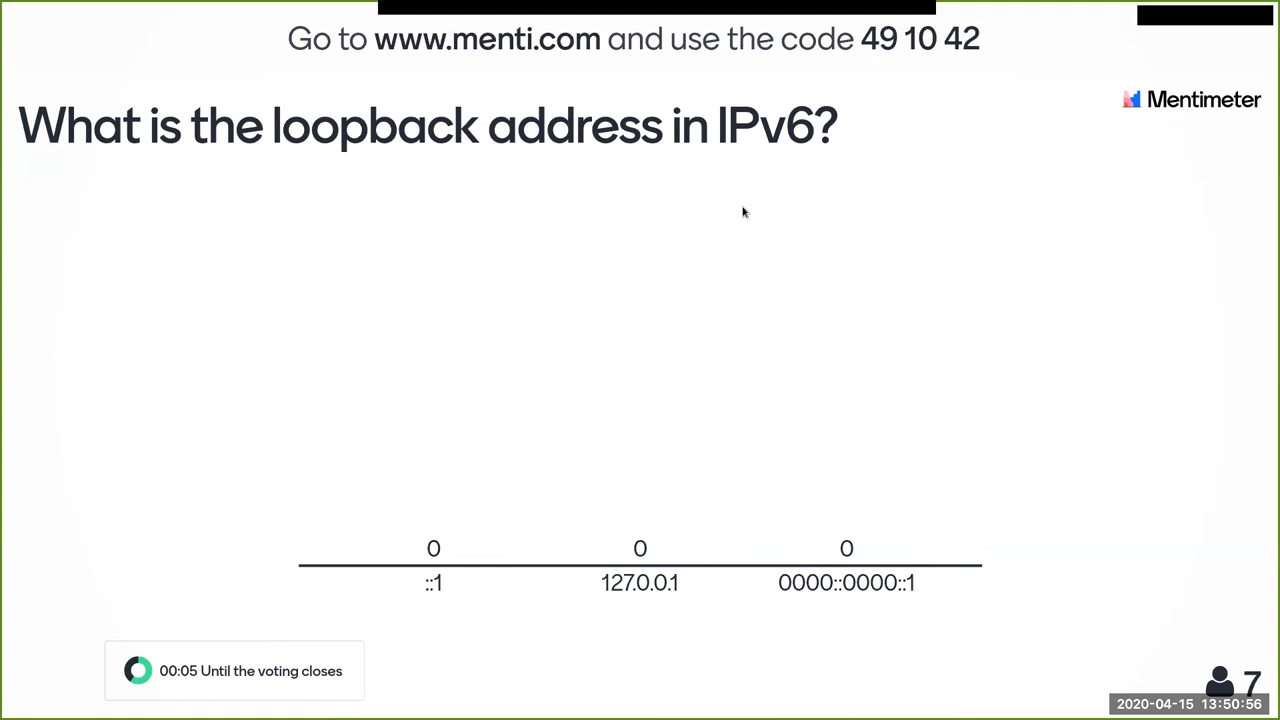 Go to www.menti.com and use the code 49 10 42
Mentimeter
What is the loopback address in IPv6?
0 0 0
::1 127.0.0.1 0000::0000::1
00:05 Until the voting closes
7
2020-04-15 13:50:56